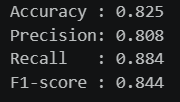 Accuracy : 0.825
Precision: 0.808
Recall   : 0.884
F1-score : 0.844